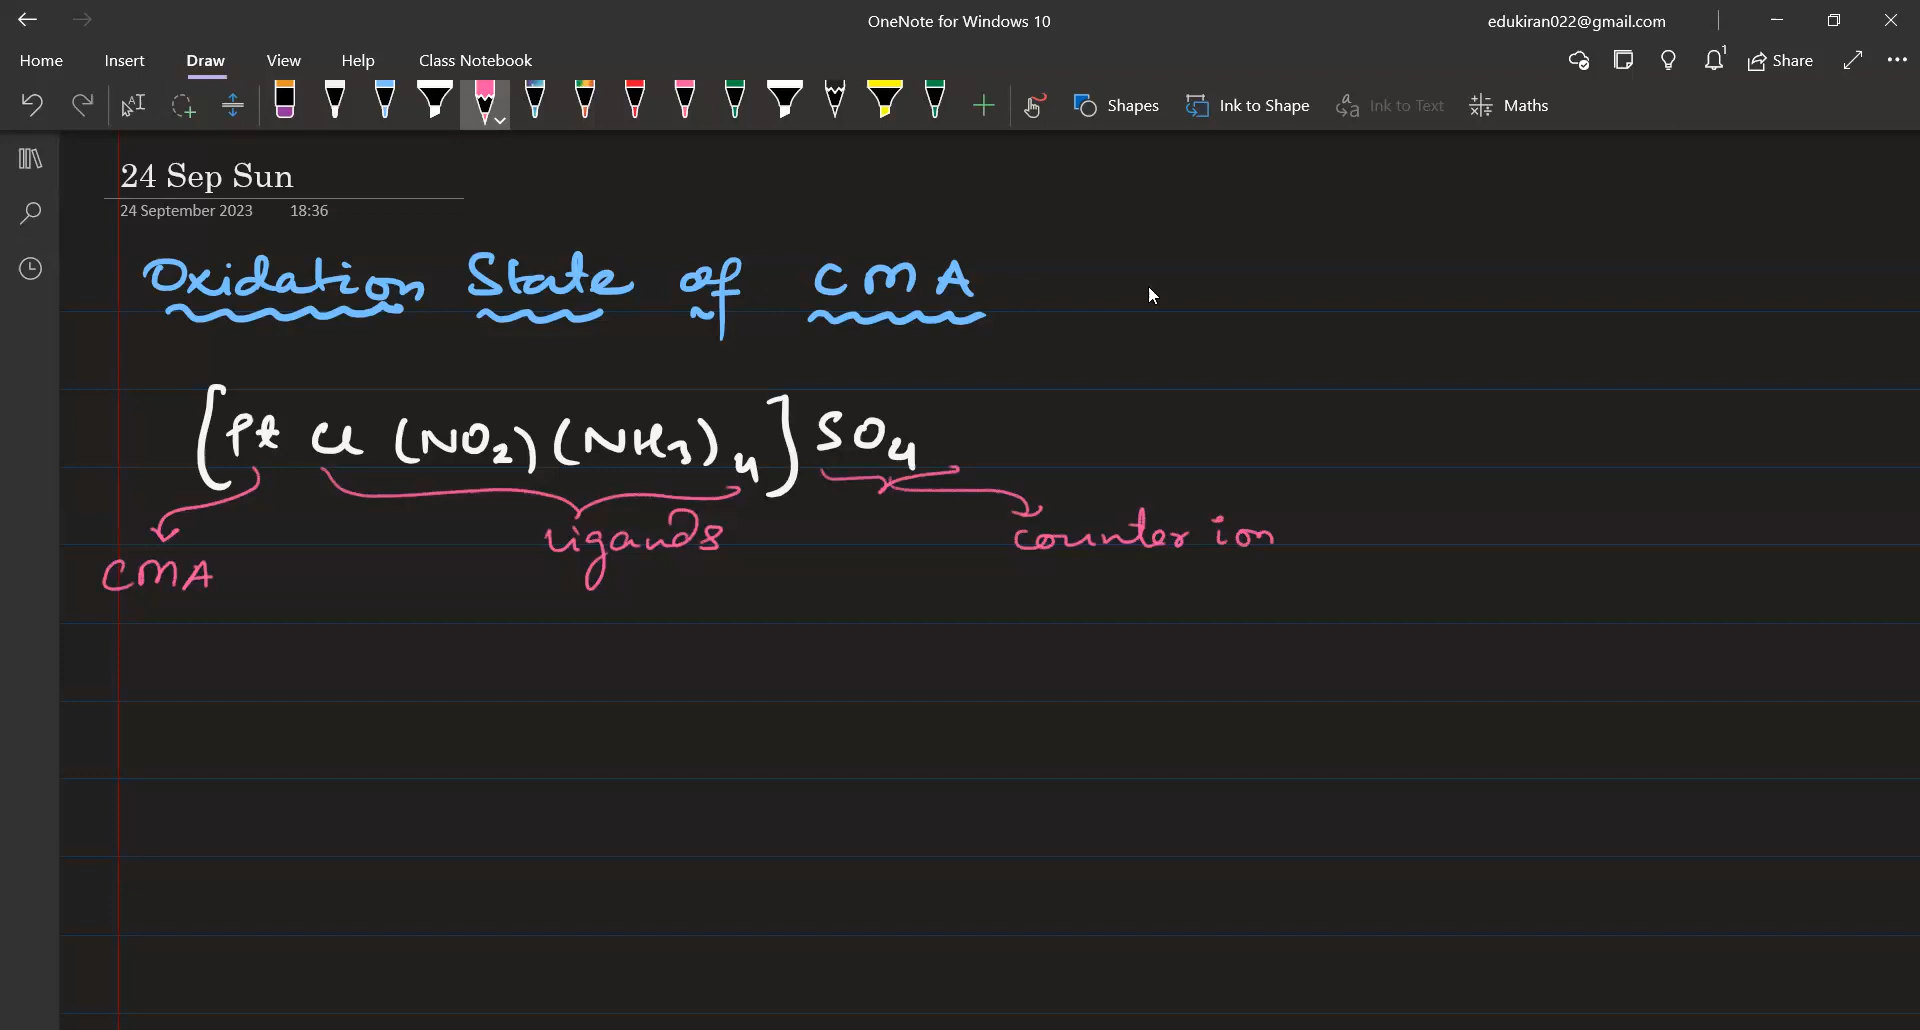 OneNote for Windows 10
edukiran022@gmail.com
Home Insert Draw View Help Class Notebook
1
Share
Shapes Ink to Shape Ink to Text Maths
24 Sep Sun
24 September 2023 18:36
Oxidation State of CMA
[Pt Cl (NO₂) (NH₃)₄] SO₄
ligands
counter ion
CMA